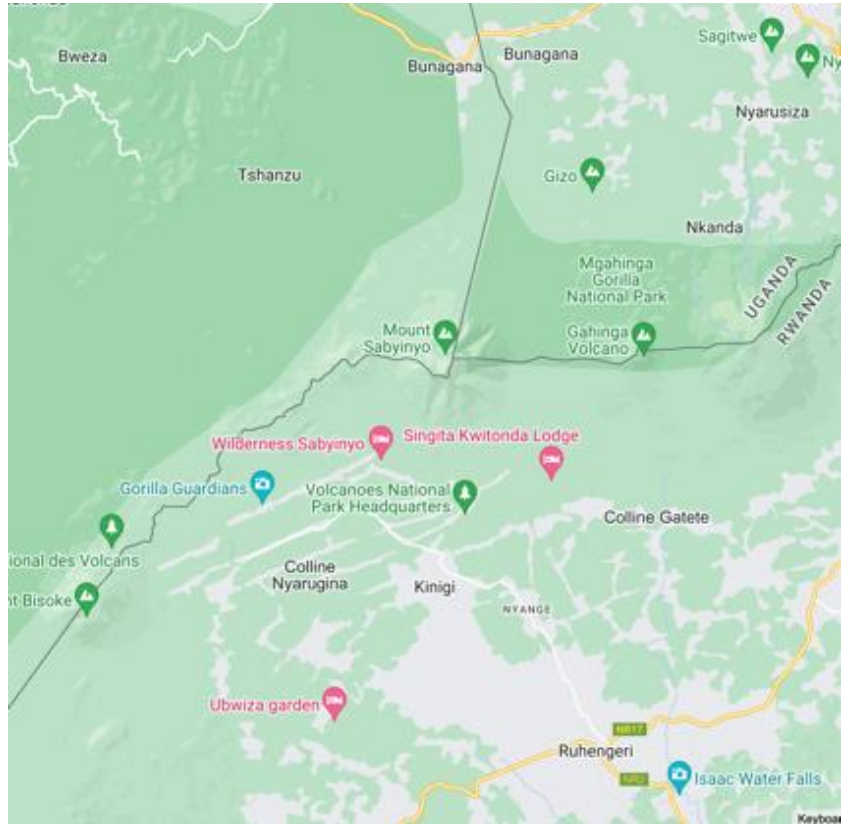 Bweza
Bunagana
Bunagana
Sagitwe
Ny
Nyarusiza
Tshanzu
Gizo
Nkanda
Mgahinga
Gorilla
National Park
UGANDA
RWANDA
Mount
Sabyinyo
Gahinga
Volcano
Wilderness Sabyinyo
Singita Kwitonda Lodge
Gorilla Guardians
Volcanoes National
Park Headquarters
Colline Gatete
ional des Volcans
Colline
Nyarugina
Kinigi
nt Bisoke
NYANGE
Ubwiza garden
NR17
Ruhengeri
NR2
Isaac Water Falls
Keyboa